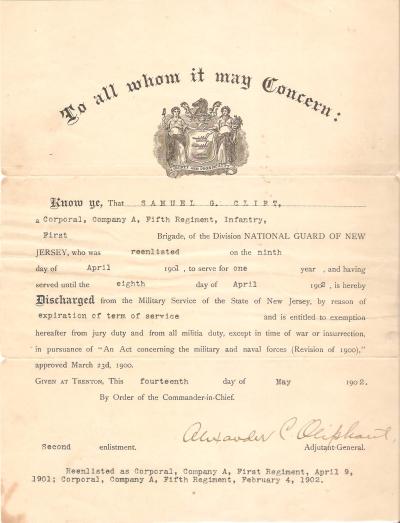 To all whom it may Concern:
Know ye, That SAMUEL G. CLIFT,
a Corporal, Company A, Fifth Regiment, Infantry,
First Brigade, of the Division NATIONAL GUARD OF NEW
JERSEY, who was reenlisted on the ninth
day of April 1901, to serve for one year, and having
served until the eighth day of April 1902, is hereby
Discharged from the Military Service of the State of New Jersey, by reason of
expiration of term of service and is entitled to exemption
hereafter from jury duty and from all militia duty, except in time of war or insurrection,
in pursuance of "An Act concerning the military and naval forces (Revision of 1900),"
approved March 23d, 1900.
GIVEN AT TRENTON, This fourteenth day of May 1902.
By Order of the Commander-in-Chief.
Alexander C Oliphant,
Adjutant-General.
Second enlistment.
Reenlisted as Corporal, Company A, First Regiment, April 9,
1901; Corporal, Company A, Fifth Regiment, February 4, 1902.